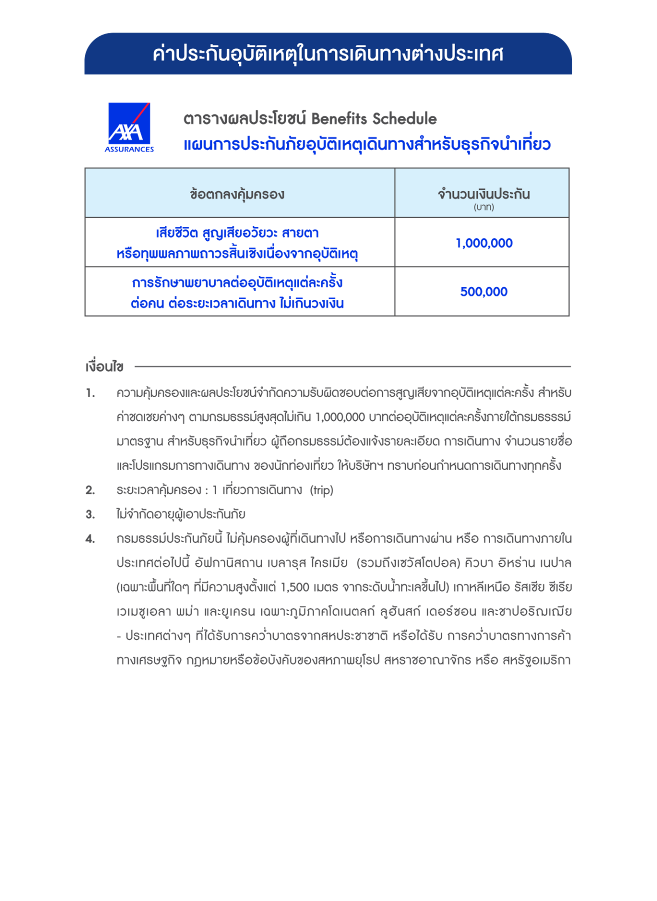 ค่าประกันอุบัติเหตุในการเดินทางต่างประเทศ
AXA
ASSURANCES
ตารางผลประโยชน์ Benefits Schedule
แผนการประกันภัยอุบัติเหตุเดินทางสำหรับธุรกิจนำเที่ยว
ข้อตกลงคุ้มครอง
จำนวนเงินประกัน
(บาท)
เสียชีวิต สูญเสียอวัยวะ สายตา
หรือทุพพลภาพถาวรสิ้นเชิงเนื่องจากอุบัติเหตุ
1,000,000
การรักษาพยาบาลต่ออุบัติเหตุแต่ละครั้ง
ต่อคน ต่อระยะเวลาเดินทาง ไม่เกินวงเงิน
500,000
เงื่อนไข
1. ความคุ้มครองและผลประโยชน์จำกัดความรับผิดชอบต่อการสูญเสียจากอุบัติเหตุแต่ละครั้ง สำหรับ
ค่าชดเชยค่างๆ ตามกรมธรรม์สูงสุดไม่เกิน 1,000,000 บาทต่ออุบัติเหตุแต่ละครั้งภายใต้กรมธรรรม์
มาตรฐาน สำหรับธุรกิจนำเที่ยว ผู้ถือกรมธรรม์ต้องแจ้งรายละเอียด การเดินทาง จำนวนรายชื่อ
และโปรแกรมการทางเดินทาง ของนักท่องเที่ยว ให้บริษัทฯ ทราบก่อนกำหนดการเดินทางทุกครั้ง
2. ระยะเวลาคุ้มครอง : 1 เที่ยวการเดินทาง (trip)
3. ไม่จำกัดอายุผู้เอาประกันภัย
4. กรมธรรม์ประกันภัยนี้ ไม่คุ้มครองผู้ที่เดินทางไป หรือการเดินทางผ่าน หรือ การเดินทางภายใน
ประเทศต่อไปนี้ อัฟกานิสถาน เบลารุส ไครเมีย (รวมถึงเซวัสโตปอล) คิวบา อิหร่าน เนปาล
(เฉพาะพื้นที่ใดๆ ที่มีความสูงตั้งแต่ 1,500 เมตร จากระดับน้ำทะเลขึ้นไป) เกาหลีเหนือ รัสเซีย ซีเรีย
เวเนซูเอลา พม่า และยูเครน เฉพาะภูมิภาคโดเนตสก์ ลูฮันสก์ เคอร์ซอน และซาปอริฌเฌีย
- ประเทศต่างๆ ที่ได้รับการคว่ำบาตรจากสหประชาชาติ หรือได้รับ การคว่ำบาตรทางการค้า
ทางเศรษฐกิจ กฎหมายหรือข้อบังคับของสหภาพยุโรป สหราชอาณาจักร หรือ สหรัฐอเมริกา